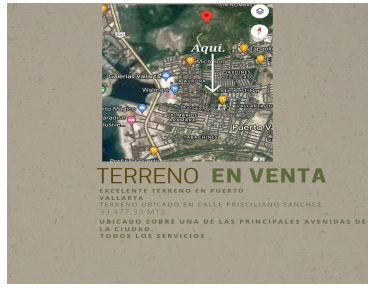 Aquí.
Galerías Vallarta
Walmart
Puerto V
TERRENO EN VENTA
EXCELENTE TERRENO EN PUERTO
VALLARTA
TERRENO UBICADO EN CALLE PRISCILIANO SANCHEZ
33,477.33 MT2
UBICADO SOBRE UNA DE LAS PRINCIPALES AVENIDAS DE
LA CIUDAD.
TODOS LOS SERVICIOS